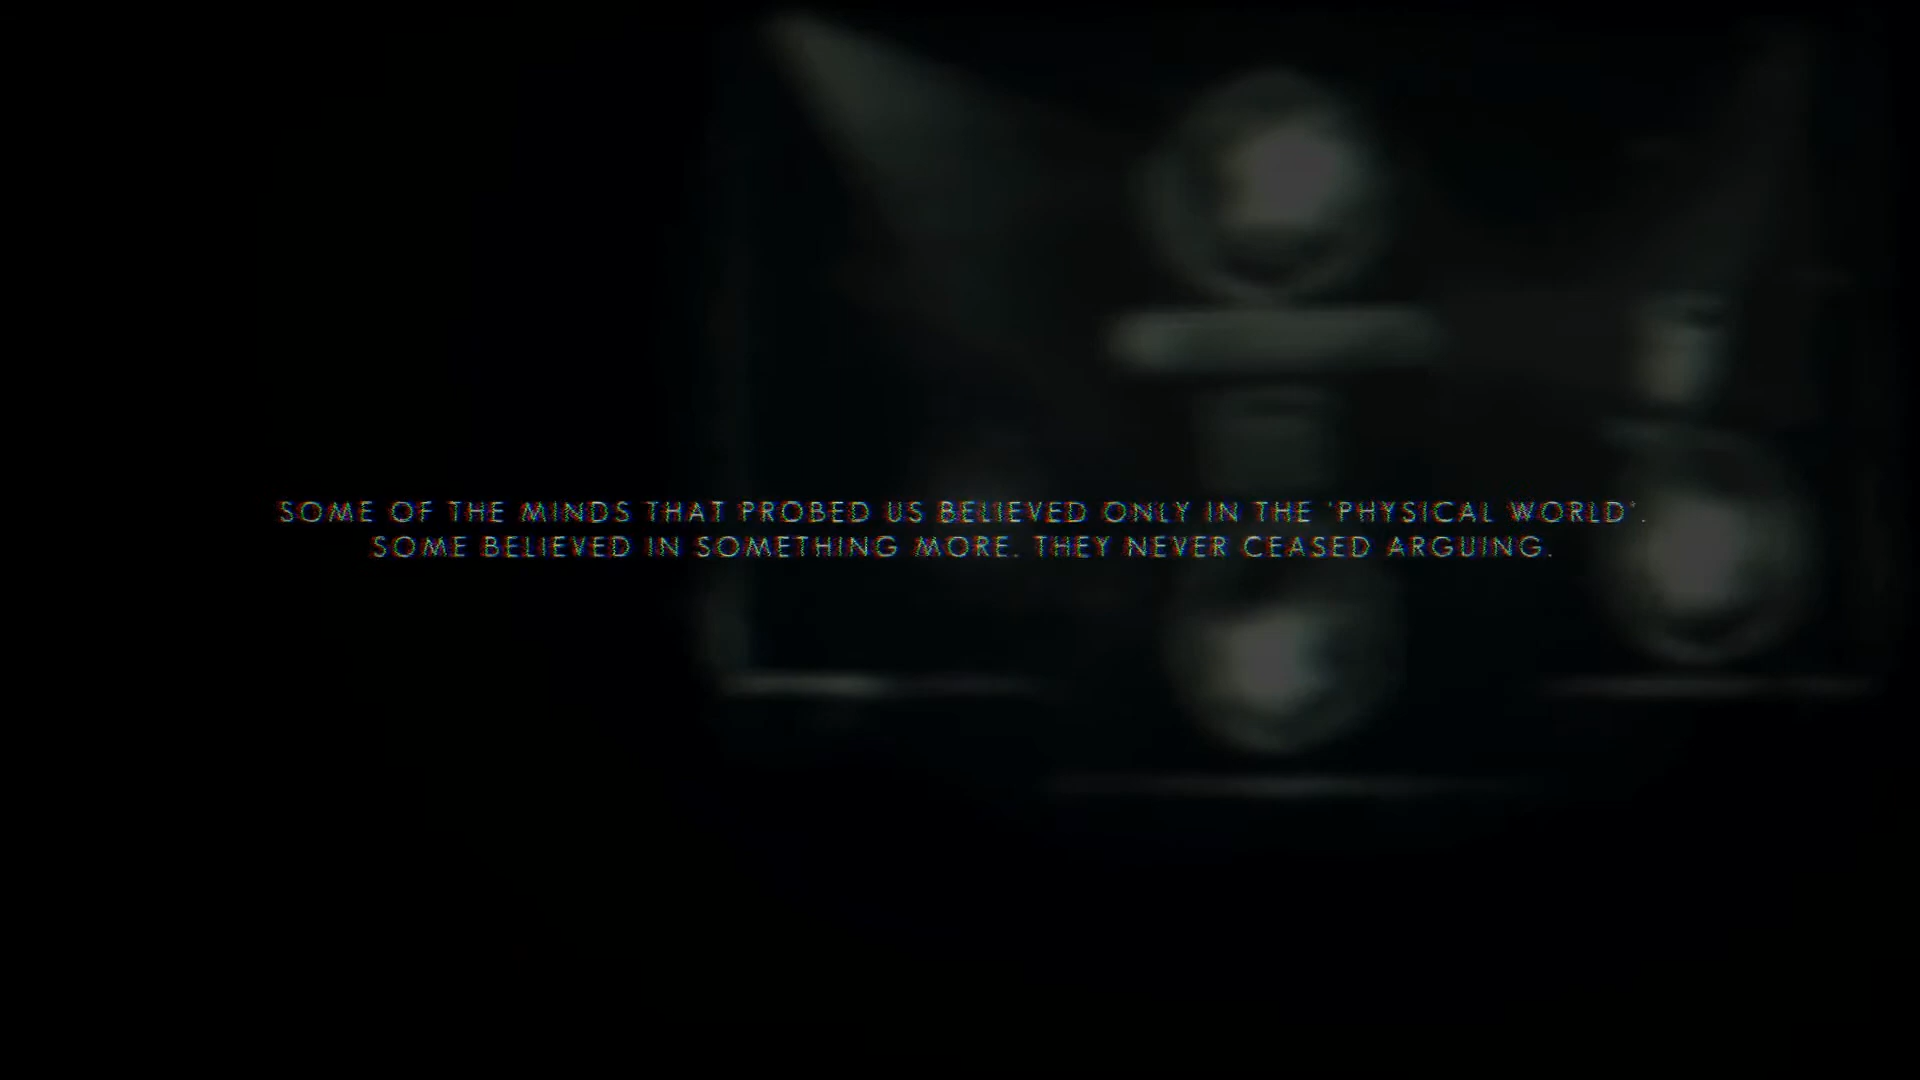 SOME OF THE MINDS THAT PROBED US BELIEVED ONLY IN THE 'PHYSICAL WORLD'.
SOME BELIEVED IN SOMETHING MORE. THEY NEVER CEASED ARGUING.